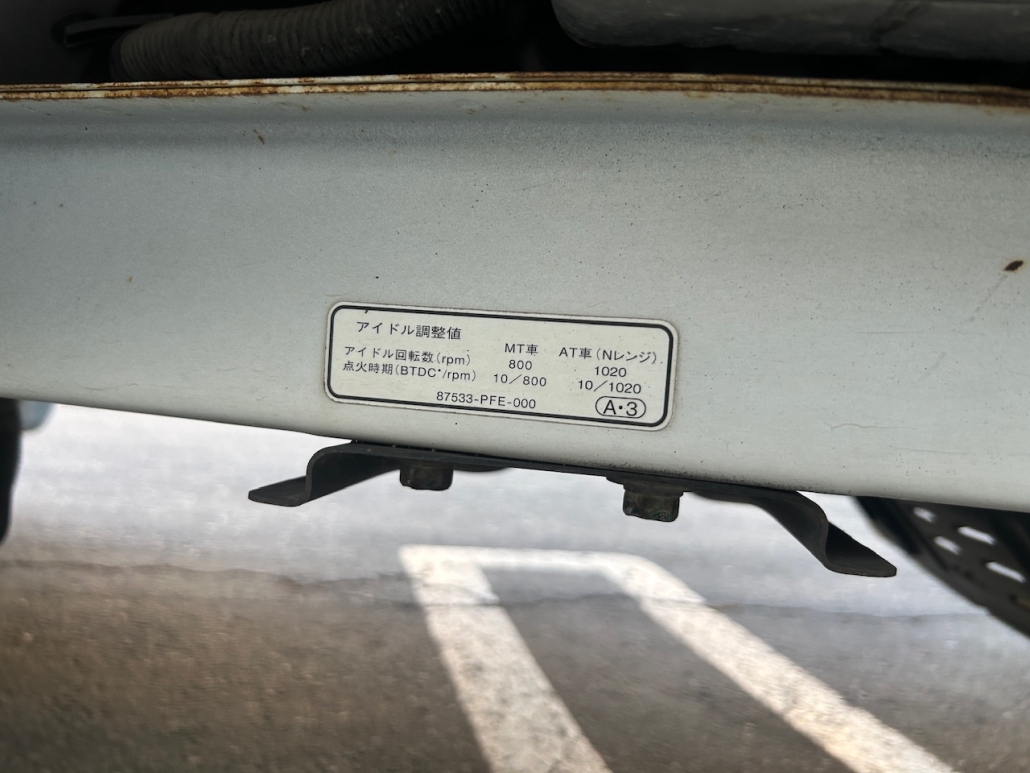 アイドル調整値
MT車 AT車(Nレンジ)
アイドル回転数(rpm) 800 1020
点火時期(BTDC°/rpm) 10/800 10/1020
87533-PFE-000 A・3